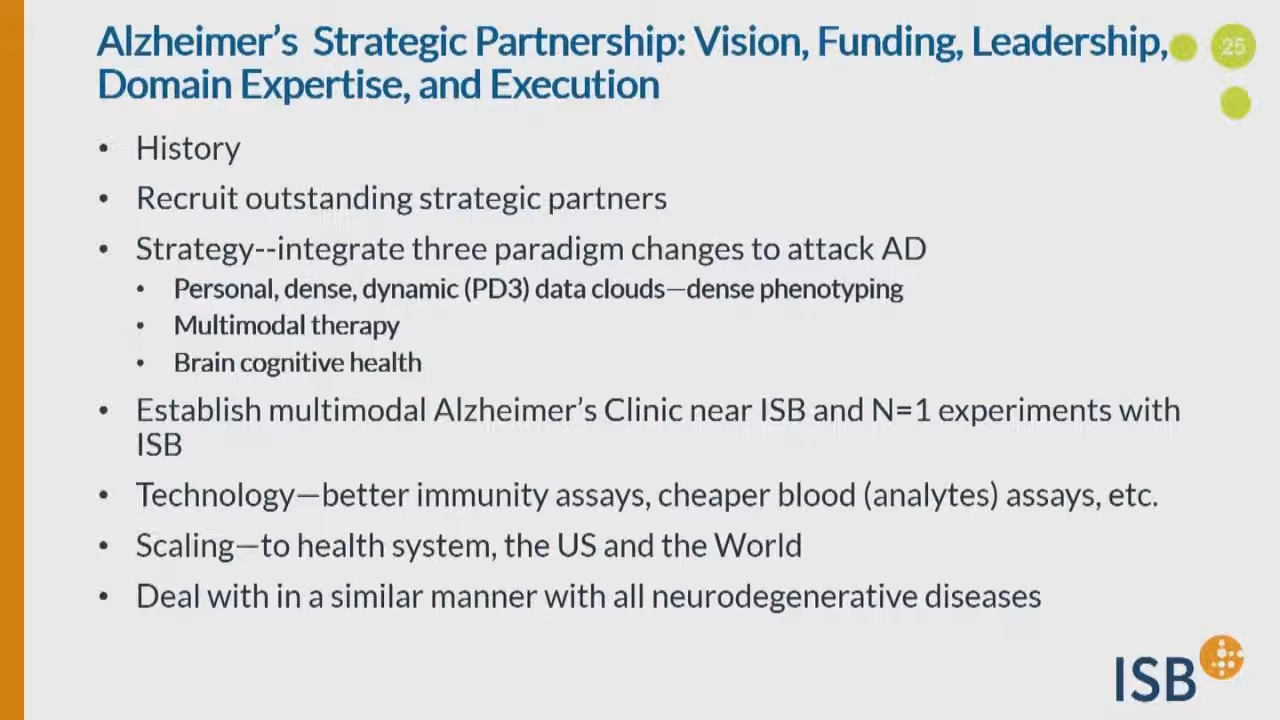 Alzheimer's  Strategic Partnership: Vision, Funding, Leadership,
25
Domain Expertise, and Execution
• History
• Recruit outstanding strategic partners
• Strategy--integrate three paradigm changes to attack AD
• Personal, dense, dynamic (PD3) data clouds—dense phenotyping
• Multimodal therapy
• Brain cognitive health
• Establish multimodal Alzheimer's Clinic near ISB and N=1 experiments with
ISB
• Technology—better immunity assays, cheaper blood (analytes) assays, etc.
• Scaling—to health system, the US and the World
• Deal with in a similar manner with all neurodegenerative diseases
ISB